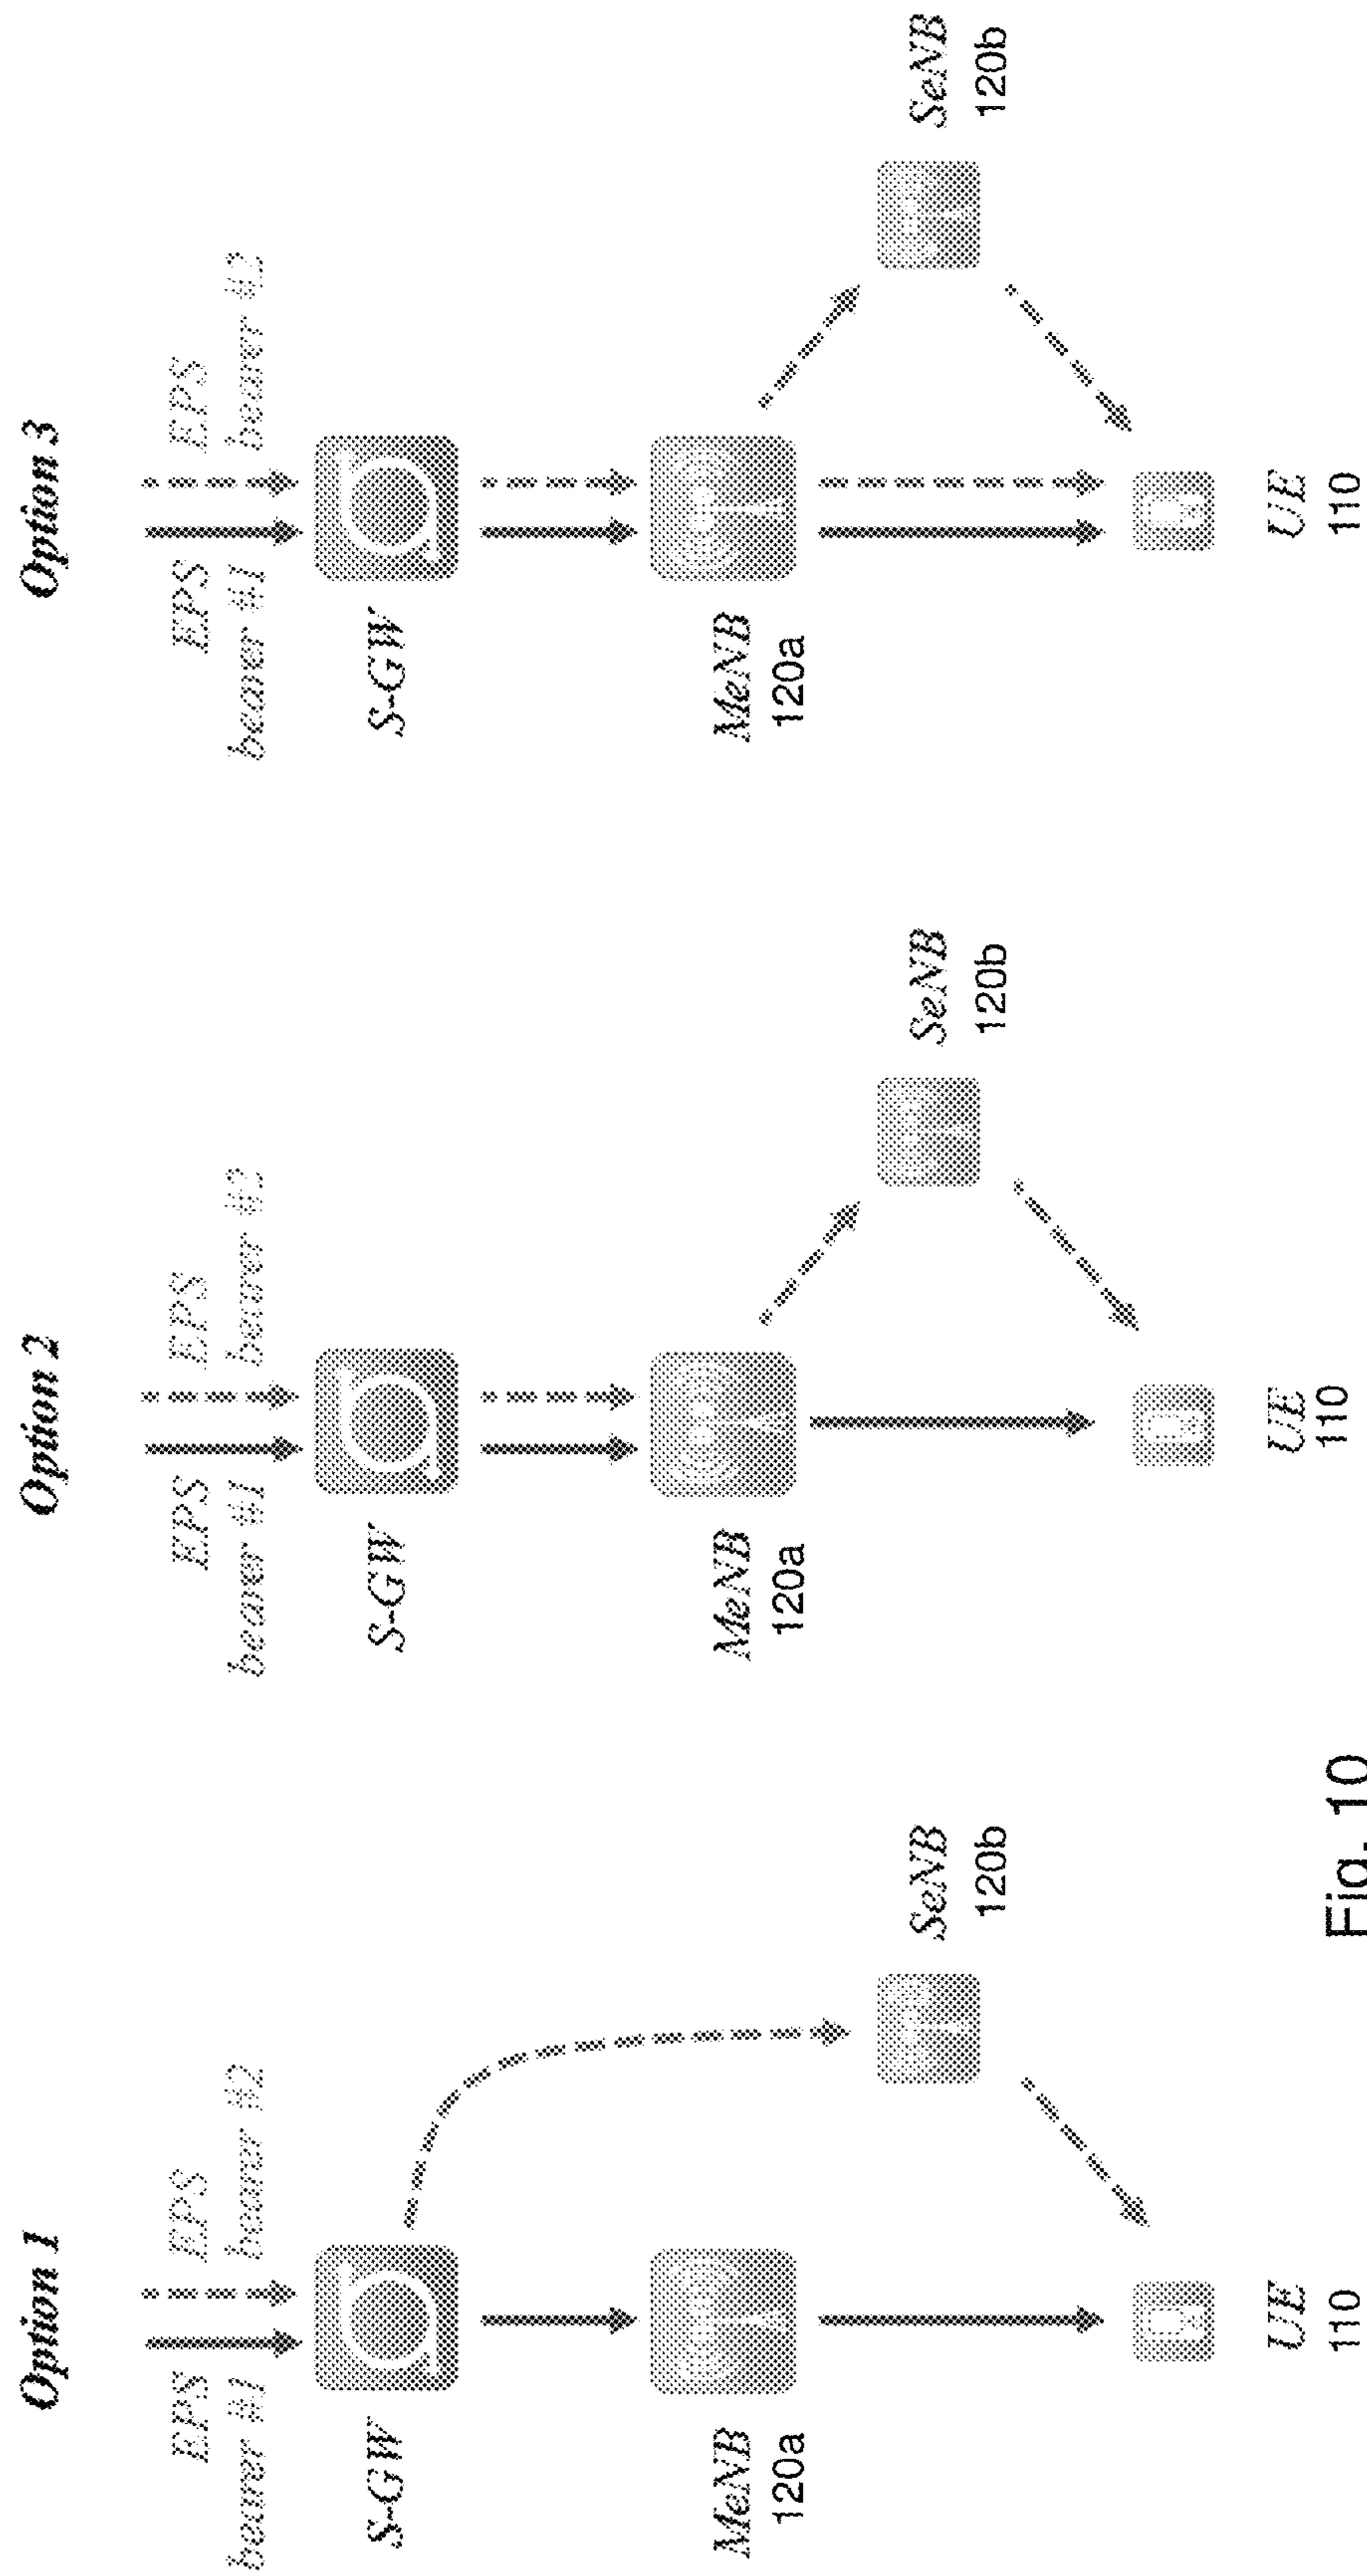 Option 1
EPS
bearer #1
EPS
bearer #2
S-GW
MeNB
120a
SeNB
120b
UE
110
Option 2
EPS
bearer #1
EPS
bearer #2
S-GW
MeNB
120a
SeNB
120b
UE
110
Option 3
EPS
bearer #1
EPS
bearer #2
S-GW
MeNB
120a
SeNB
120b
UE
110
Fig. 10